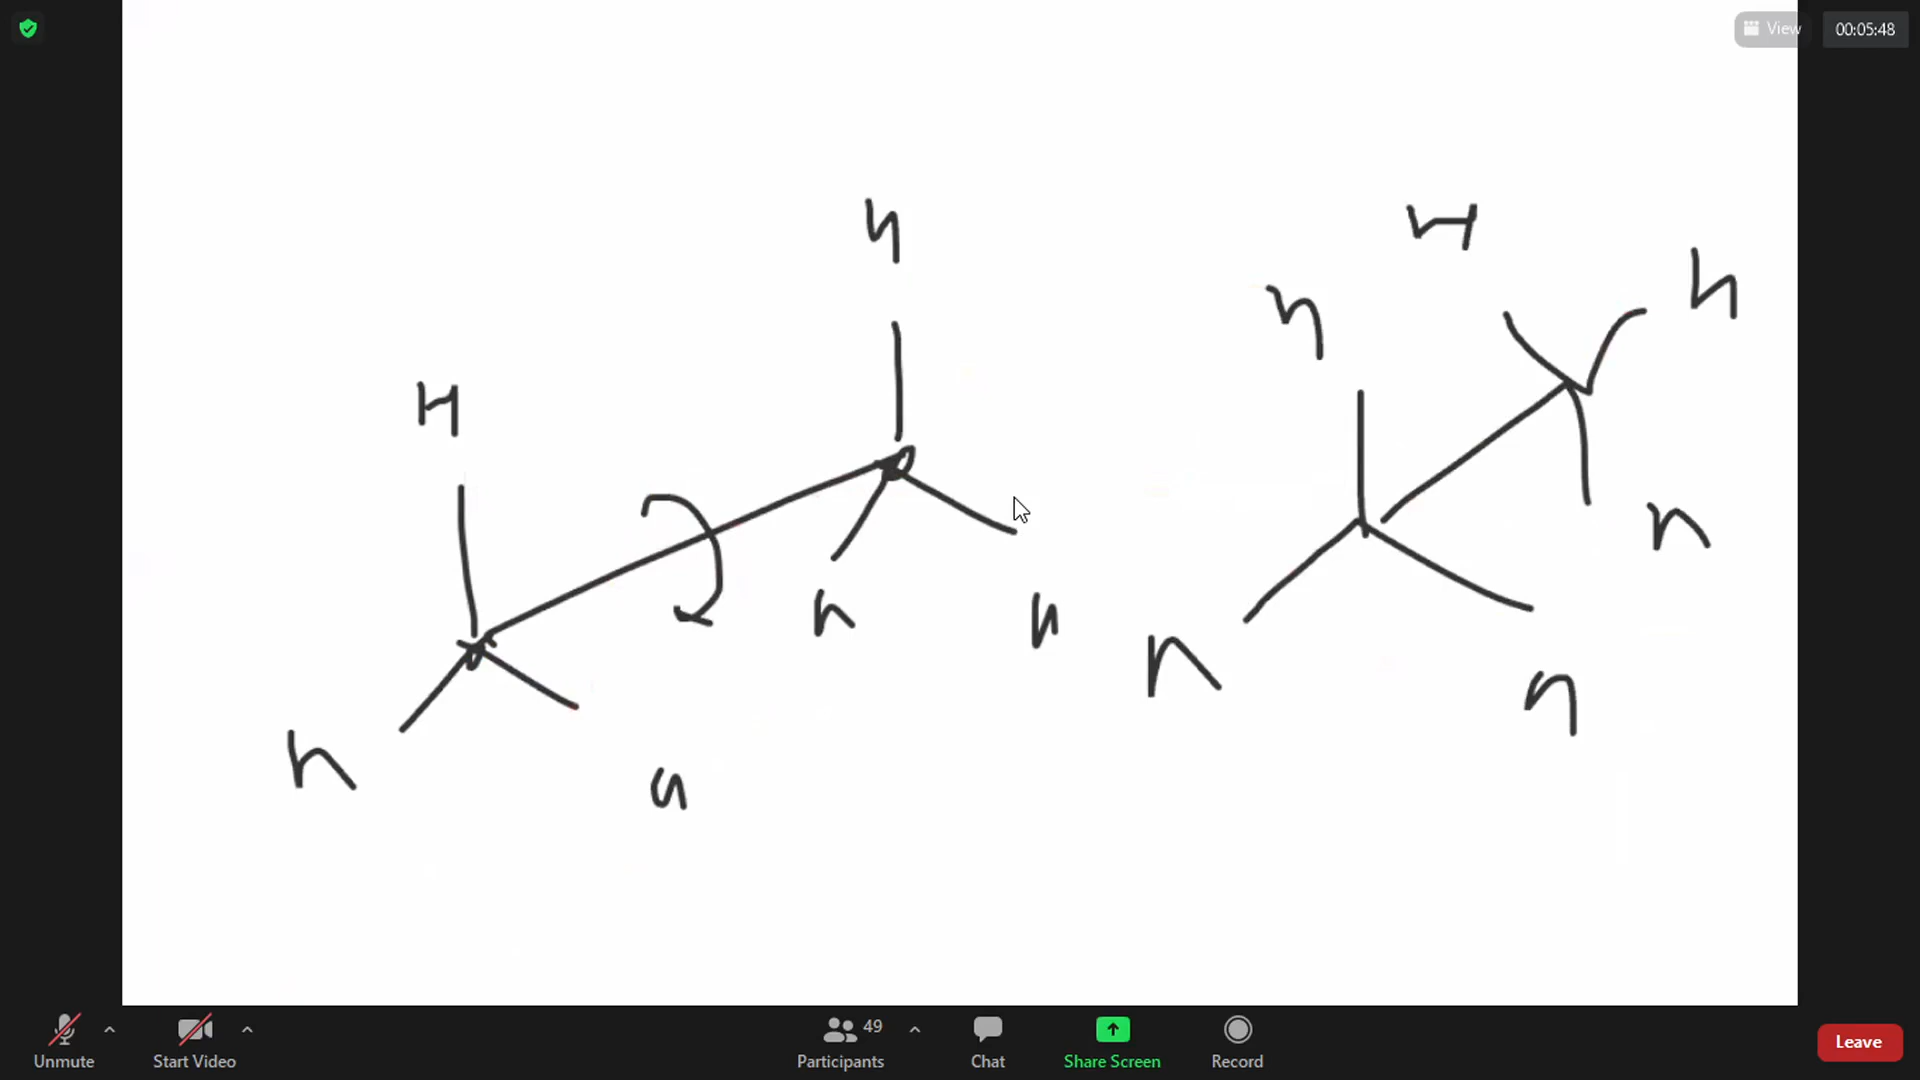 View
00:05:48
H
H
H
H
H
H
H
H
H
H
H
H
Unmute
Start Video
49
Participants
Chat
Share Screen
Record
Leave